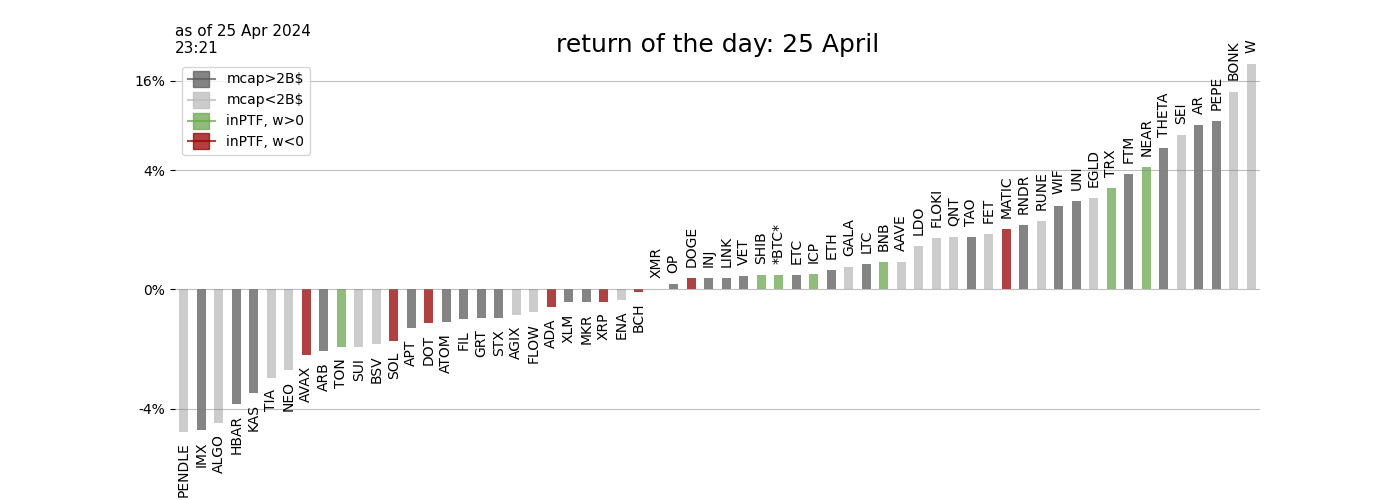 as of 25 Apr 2024
23:21
return of the day: 25 April
mcap>2B$
mcap<2B$
inPTF, w>0
inPTF, w<0
16%
4%
0%
-4%
PENDLE
IMX
ALGO
HBAR
KAS
TIA
NEO
AVAX
ARB
TON
SUI
BSV
SOL
APT
DOT
ATOM
FIL
GRT
STX
AGIX
FLOW
ADA
XLM
MKR
XRP
ENA
BCH
XMR
OP
DOGE
INJ
LINK
VET
SHIB
*BTC*
ETC
ICP
ETH
GALA
LTC
BNB
AAVE
LDO
FLOKI
QNT
TAO
FET
MATIC
RNDR
RUNE
WIF
UNI
EGLD
TRX
FTM
NEAR
THETA
SEI
AR
PEPE
BONK
W